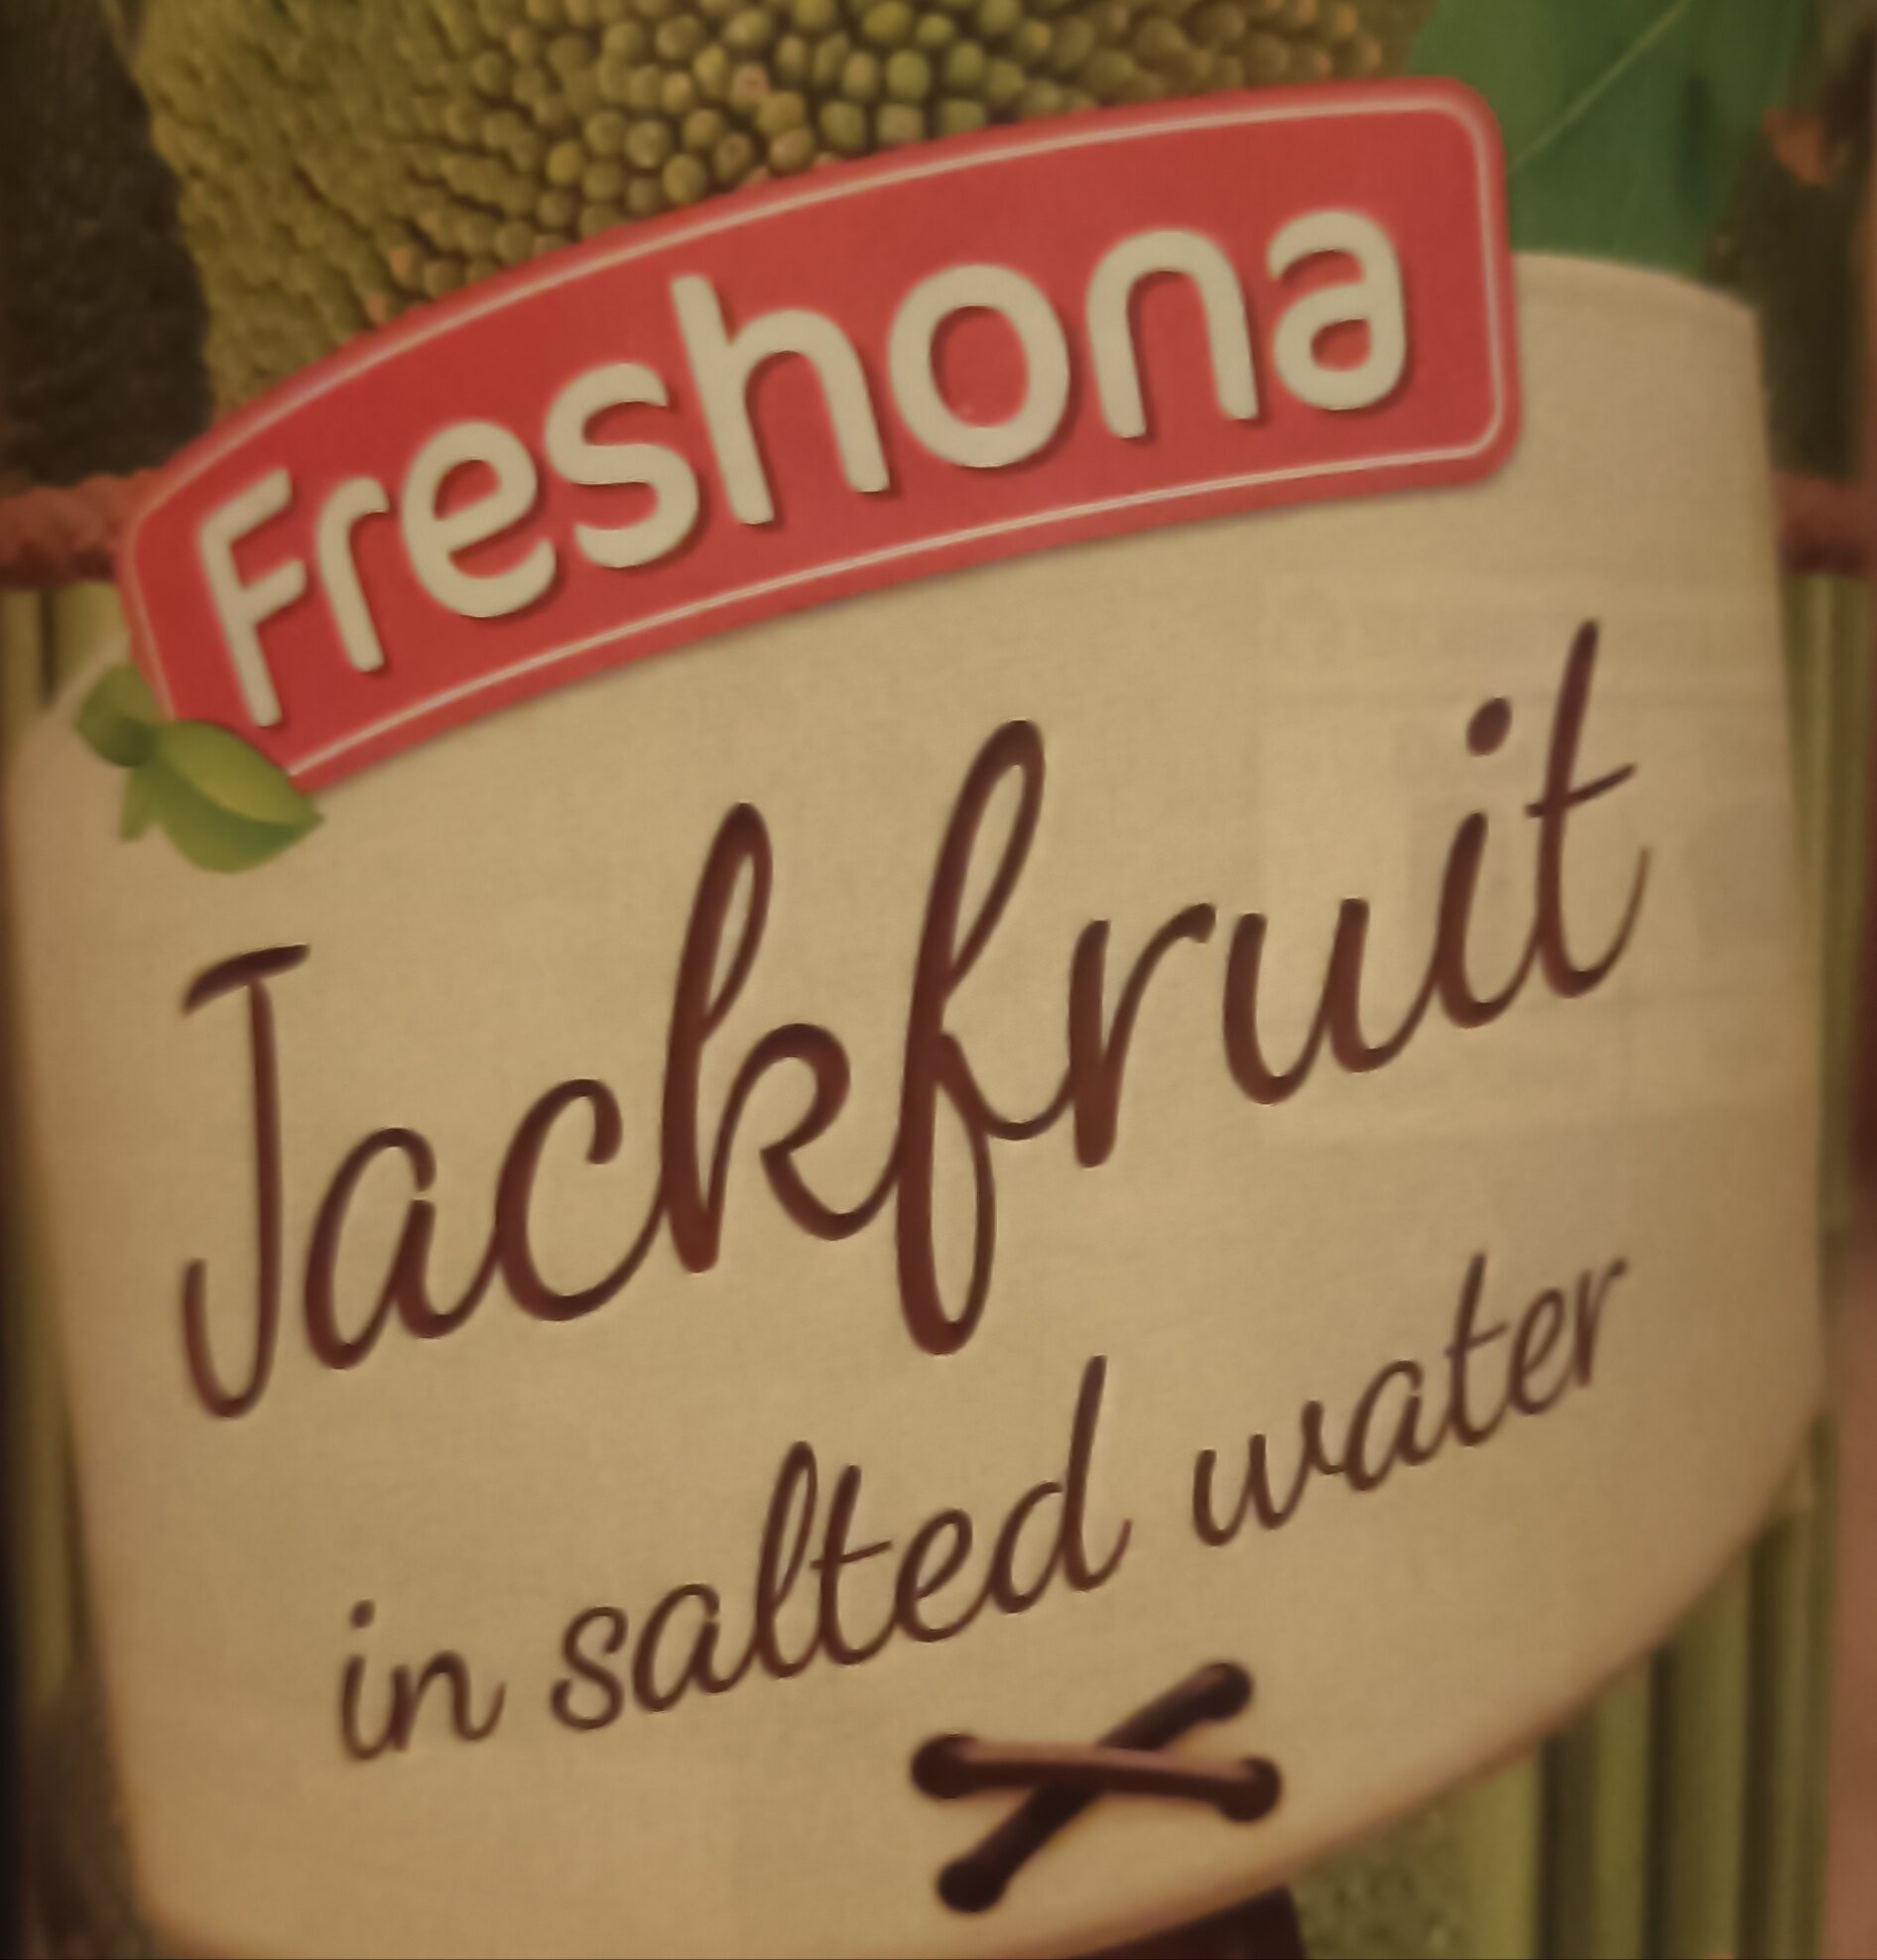 Freshona
Jackfruit
in salted water